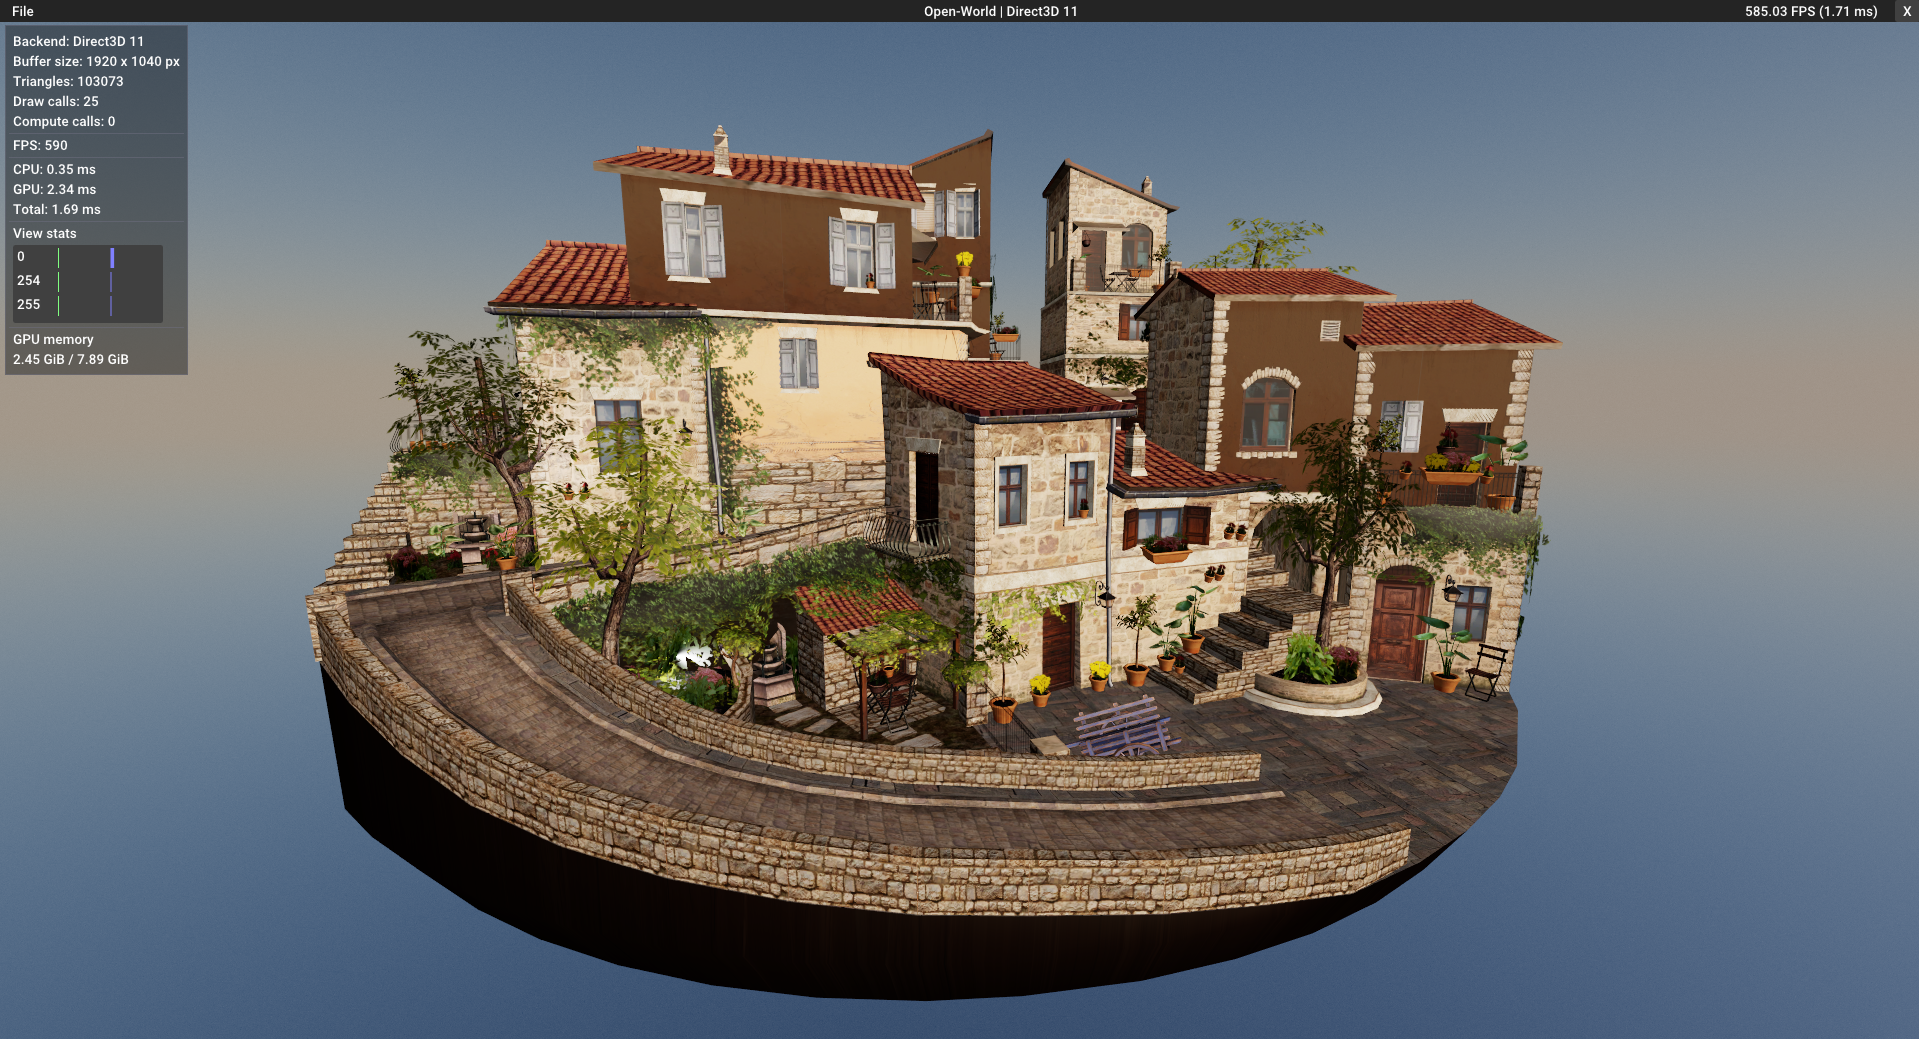 File
Open-World | Direct3D 11
585.03 FPS (1.71 ms)
X
Backend: Direct3D 11
Buffer size: 1920 x 1040 px
Triangles: 103073
Draw calls: 25
Compute calls: 0
FPS: 590
CPU: 0.35 ms
GPU: 2.34 ms
Total: 1.69 ms
View stats
0
254
255
GPU memory
2.45 GiB / 7.89 GiB